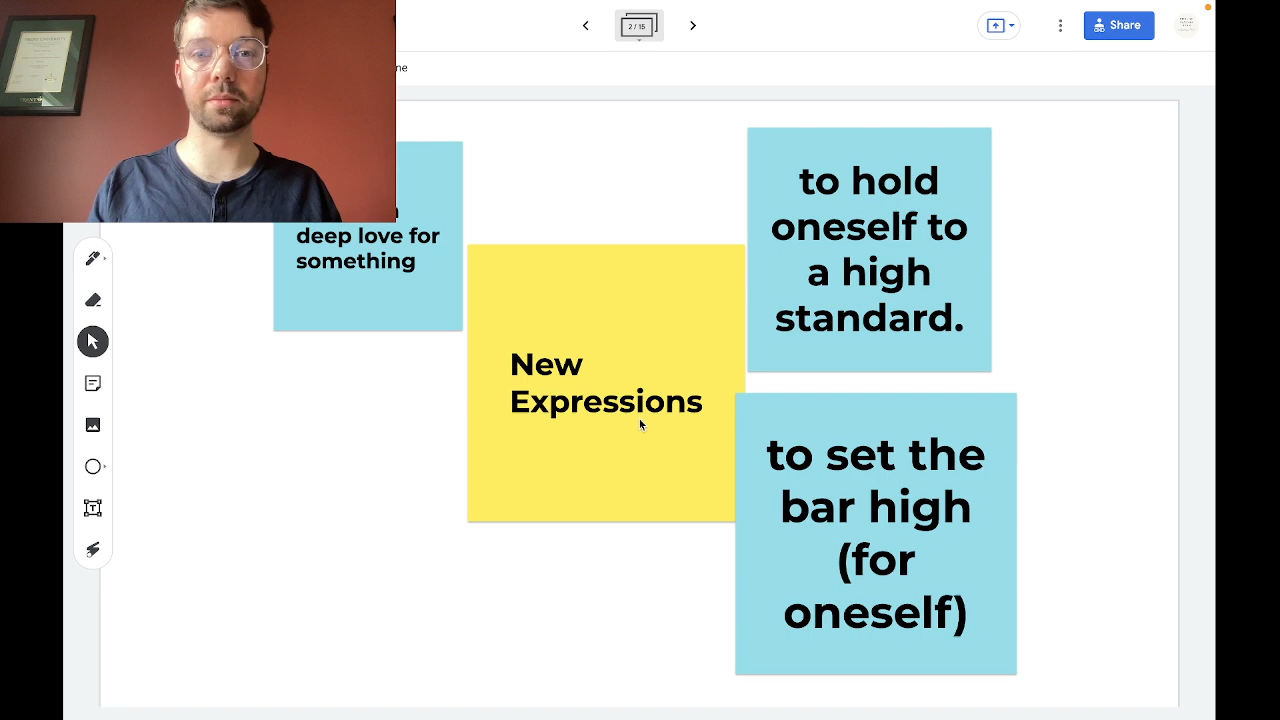 2 / 15
Share
me
deep love for
something
New
Expressions
to hold
oneself to
a high
standard.
to set the
bar high
(for
oneself)